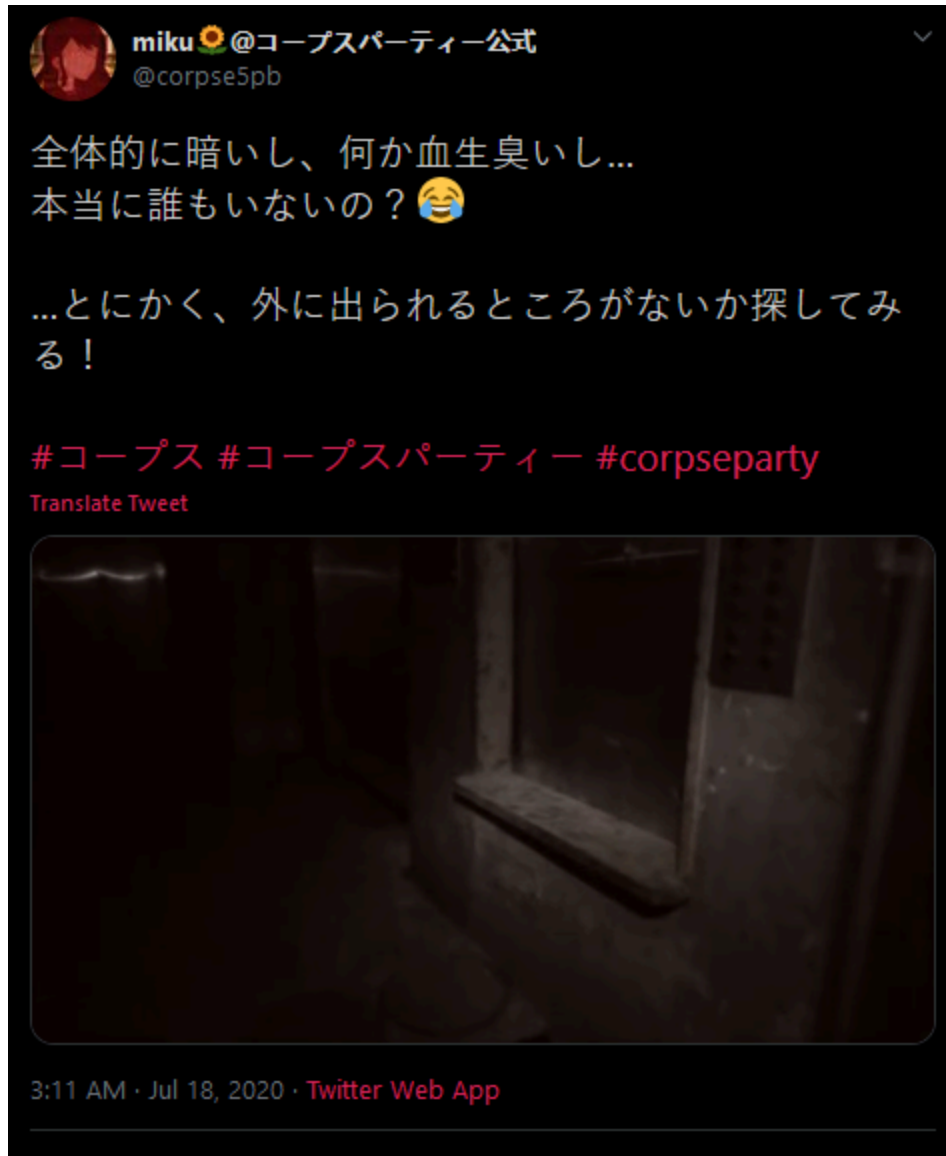 miku🌻@コープスパーティー公式
@corpse5pb
全体的に暗いし、何か血生臭いし...
本当に誰もいないの？😂
...とにかく、外に出られるところがないか探してみ
る！
#コープス #コープスパーティー #corpseparty
Translate Tweet
3:11 AM · Jul 18, 2020 · Twitter Web App